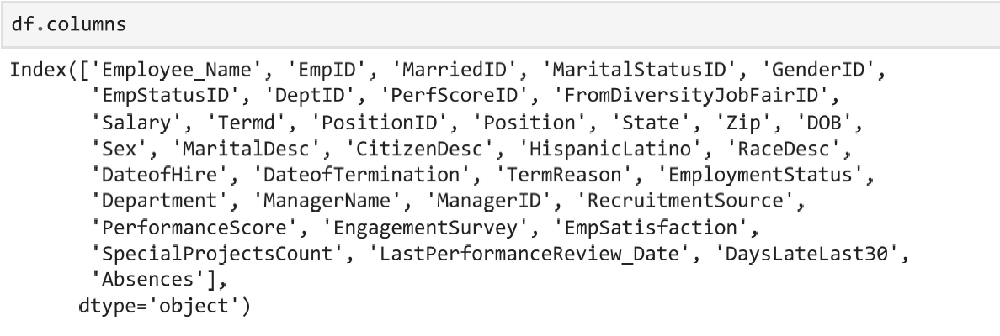 df.columns
Index(['Employee_Name', 'EmpID', 'MarriedID', 'MaritalStatusID', 'GenderID',
'EmpStatusID', 'DeptID', 'PerfScoreID', 'FromDiversityJobFairID',
'Salary', 'Termd', 'PositionID', 'Position', 'State', 'Zip', 'DOB',
'Sex', 'MaritalDesc', 'CitizenDesc', 'HispanicLatino', 'RaceDesc',
'DateofHire', 'DateofTermination', 'TermReason', 'EmploymentStatus',
'Department', 'ManagerName', 'ManagerID', 'RecruitmentSource',
'PerformanceScore', 'EngagementSurvey', 'EmpSatisfaction',
'SpecialProjectsCount', 'LastPerformanceReview_Date', 'DaysLateLast30',
'Absences'],
dtype='object')